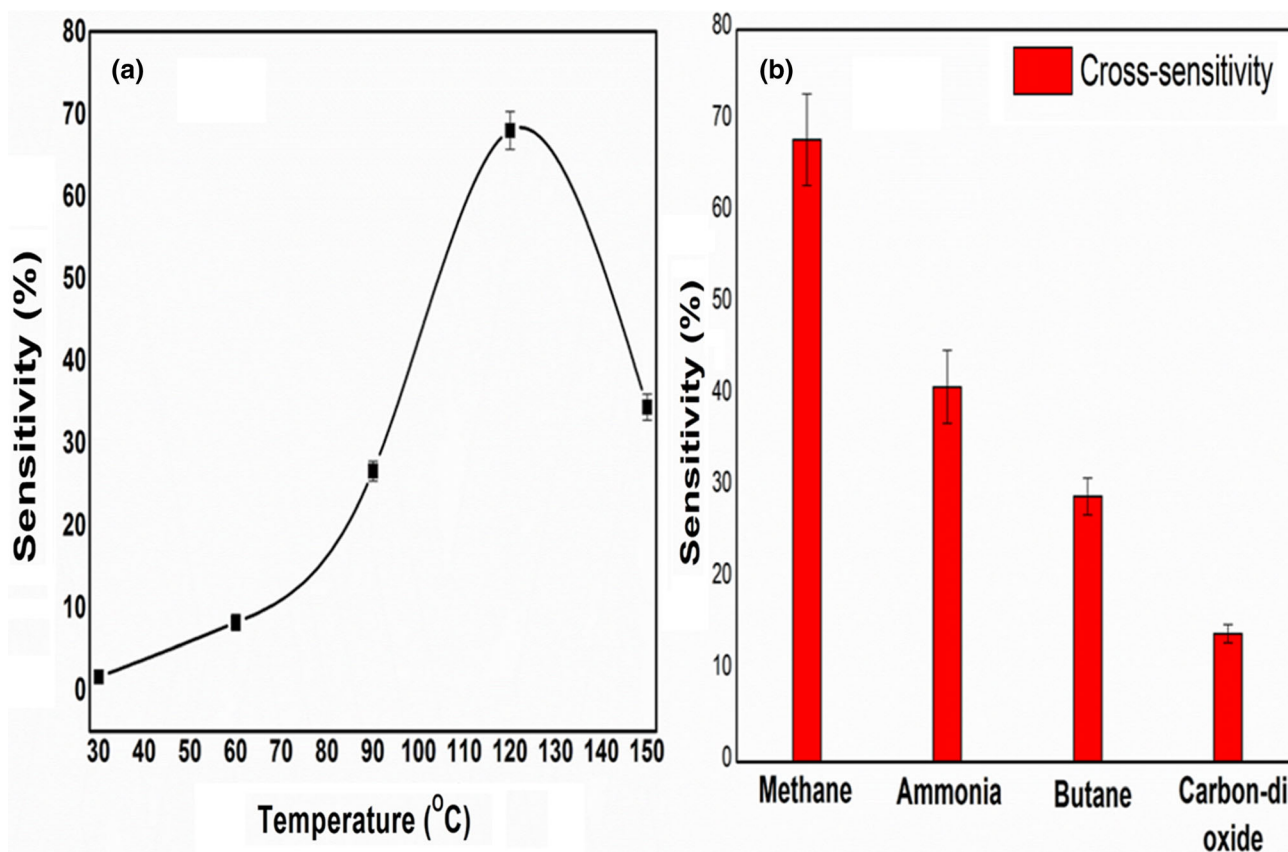 (a)
80
70
60
50
40
30
20
10
0
Sensitivity (%)
30 40 50 60 70 80 90 100 110 120 130 140 150
Temperature (⁰C)
(b)
Cross-sensitivity
80
70
60
50
40
30
20
10
0
Sensitivity (%)
Methane Ammonia Butane Carbon-di
oxide